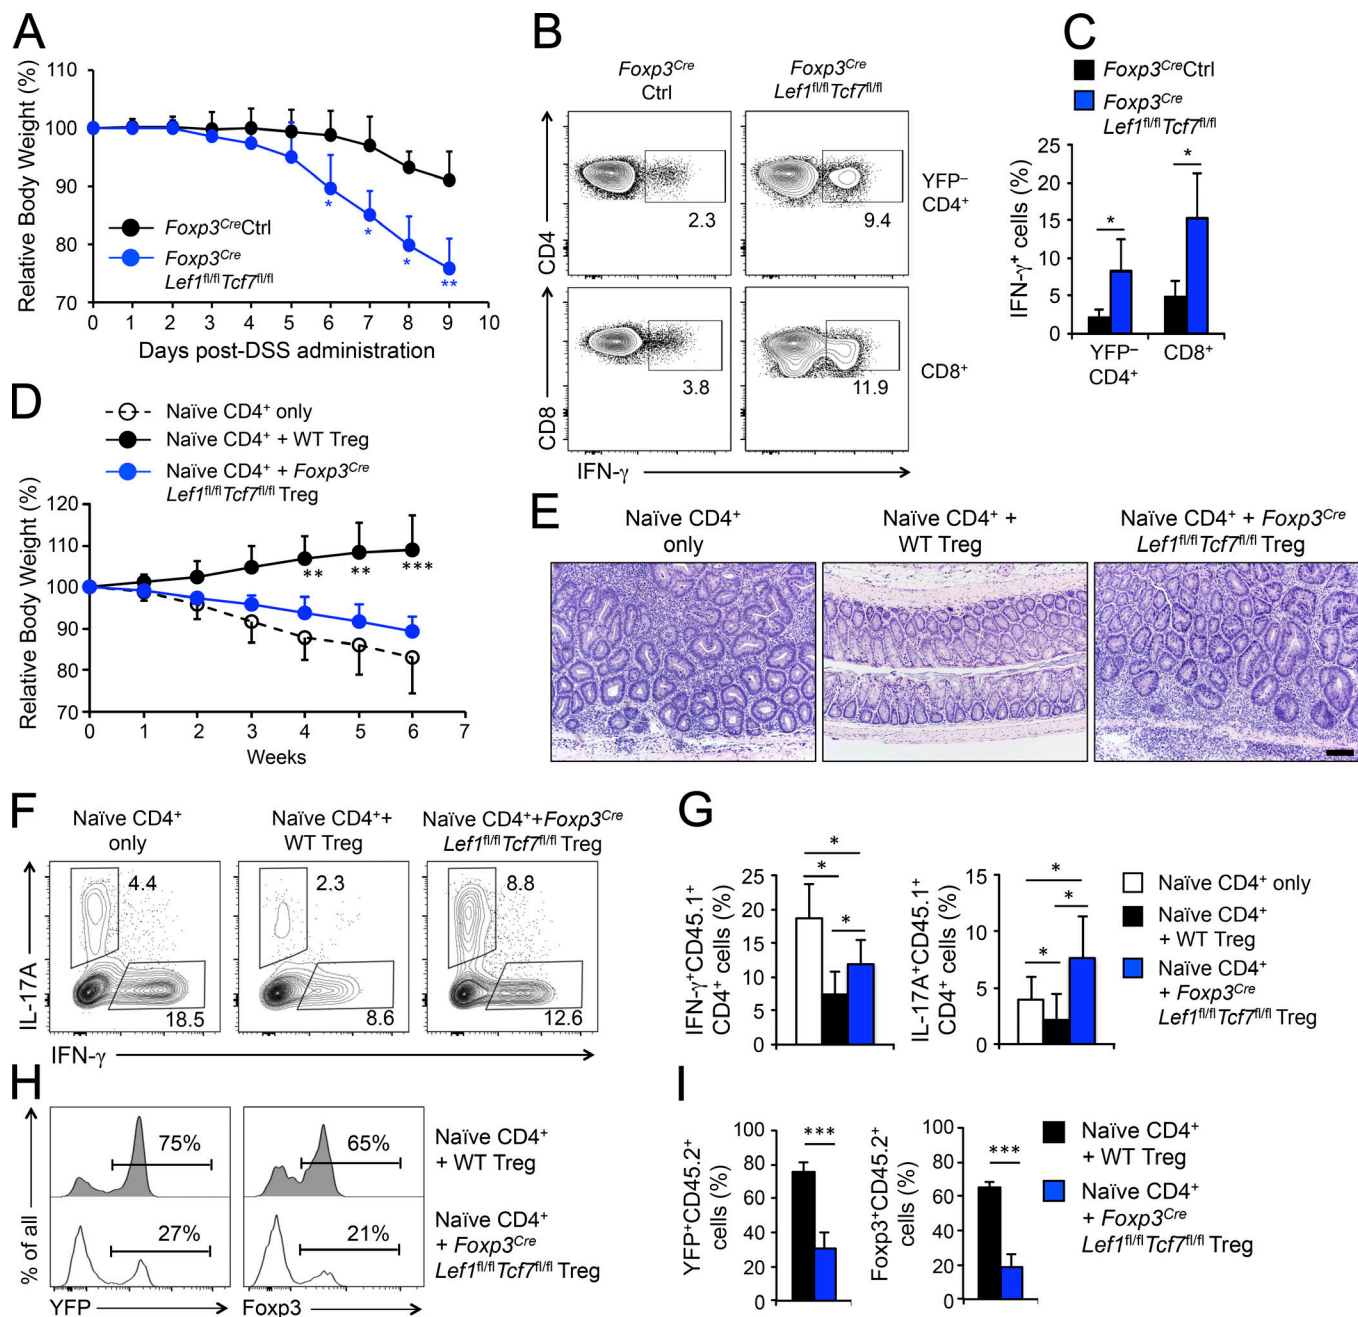 A
Relative Body Weight (%)
110
100
90
80
70
0 1 2 3 4 5 6 7 8 9 10
Days post-DSS administration
Foxp3CreCtrl
Foxp3Cre
Lef1fl/flTcf7fl/fl
* * * **
B
Foxp3Cre
Ctrl
Foxp3Cre
Lef1fl/flTcf7fl/fl
CD4
2.3
9.4
YFP–
CD4+
CD8
3.8
11.9
CD8+
IFN-γ
C
Foxp3CreCtrl
Foxp3Cre
Lef1fl/flTcf7fl/fl
IFN-γ+ cells (%)
25
20
15
10
5
0
* *
YFP–
CD4+
CD8+
D
Naïve CD4+ only
Naïve CD4+ + WT Treg
Naïve CD4+ + Foxp3Cre
Lef1fl/flTcf7fl/fl Treg
Relative Body Weight (%)
120
110
100
90
80
70
** ** ***
0 1 2 3 4 5 6 7
Weeks
E
Naïve CD4+
only
Naïve CD4+ +
WT Treg
Naïve CD4+ + Foxp3Cre
Lef1fl/flTcf7fl/fl Treg
F
Naïve CD4+
only
Naïve CD4++
WT Treg
Naïve CD4++Foxp3Cre
Lef1fl/flTcf7fl/fl Treg
IL-17A
4.4
18.5
2.3
8.6
8.8
12.6
IFN-γ
G
IFN-γ+CD45.1+
CD4+ cells (%)
25
20
15
10
5
0
* * *
IL-17A+CD45.1+
CD4+ cells (%)
15
10
5
0
* * *
Naïve CD4+ only
Naïve CD4+
+ WT Treg
Naïve CD4+
+ Foxp3Cre
Lef1fl/flTcf7fl/fl Treg
H
% of all
75%
65%
Naïve CD4+
+ WT Treg
27%
21%
Naïve CD4+
+ Foxp3Cre
Lef1fl/flTcf7fl/fl Treg
YFP
Foxp3
I
YFP+CD45.2+
cells (%)
100
80
60
40
20
0
***
Foxp3+CD45.2+
cells (%)
100
80
60
40
20
0
***
Naïve CD4+
+ WT Treg
Naïve CD4+
+ Foxp3Cre
Lef1fl/flTcf7fl/fl Treg